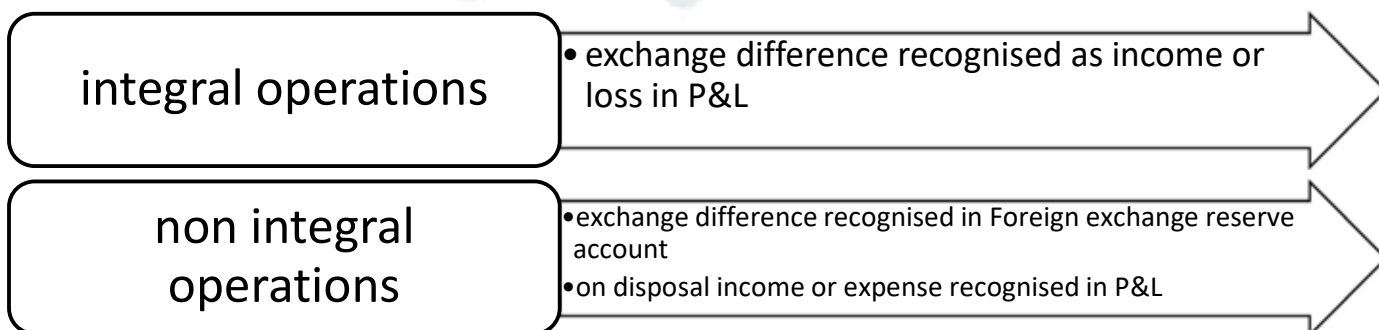 integral operations
• exchange difference recognised as income or
loss in P&L
non integral
operations
•exchange difference recognised in Foreign exchange reserve
account
•on disposal income or expense recognised in P&L